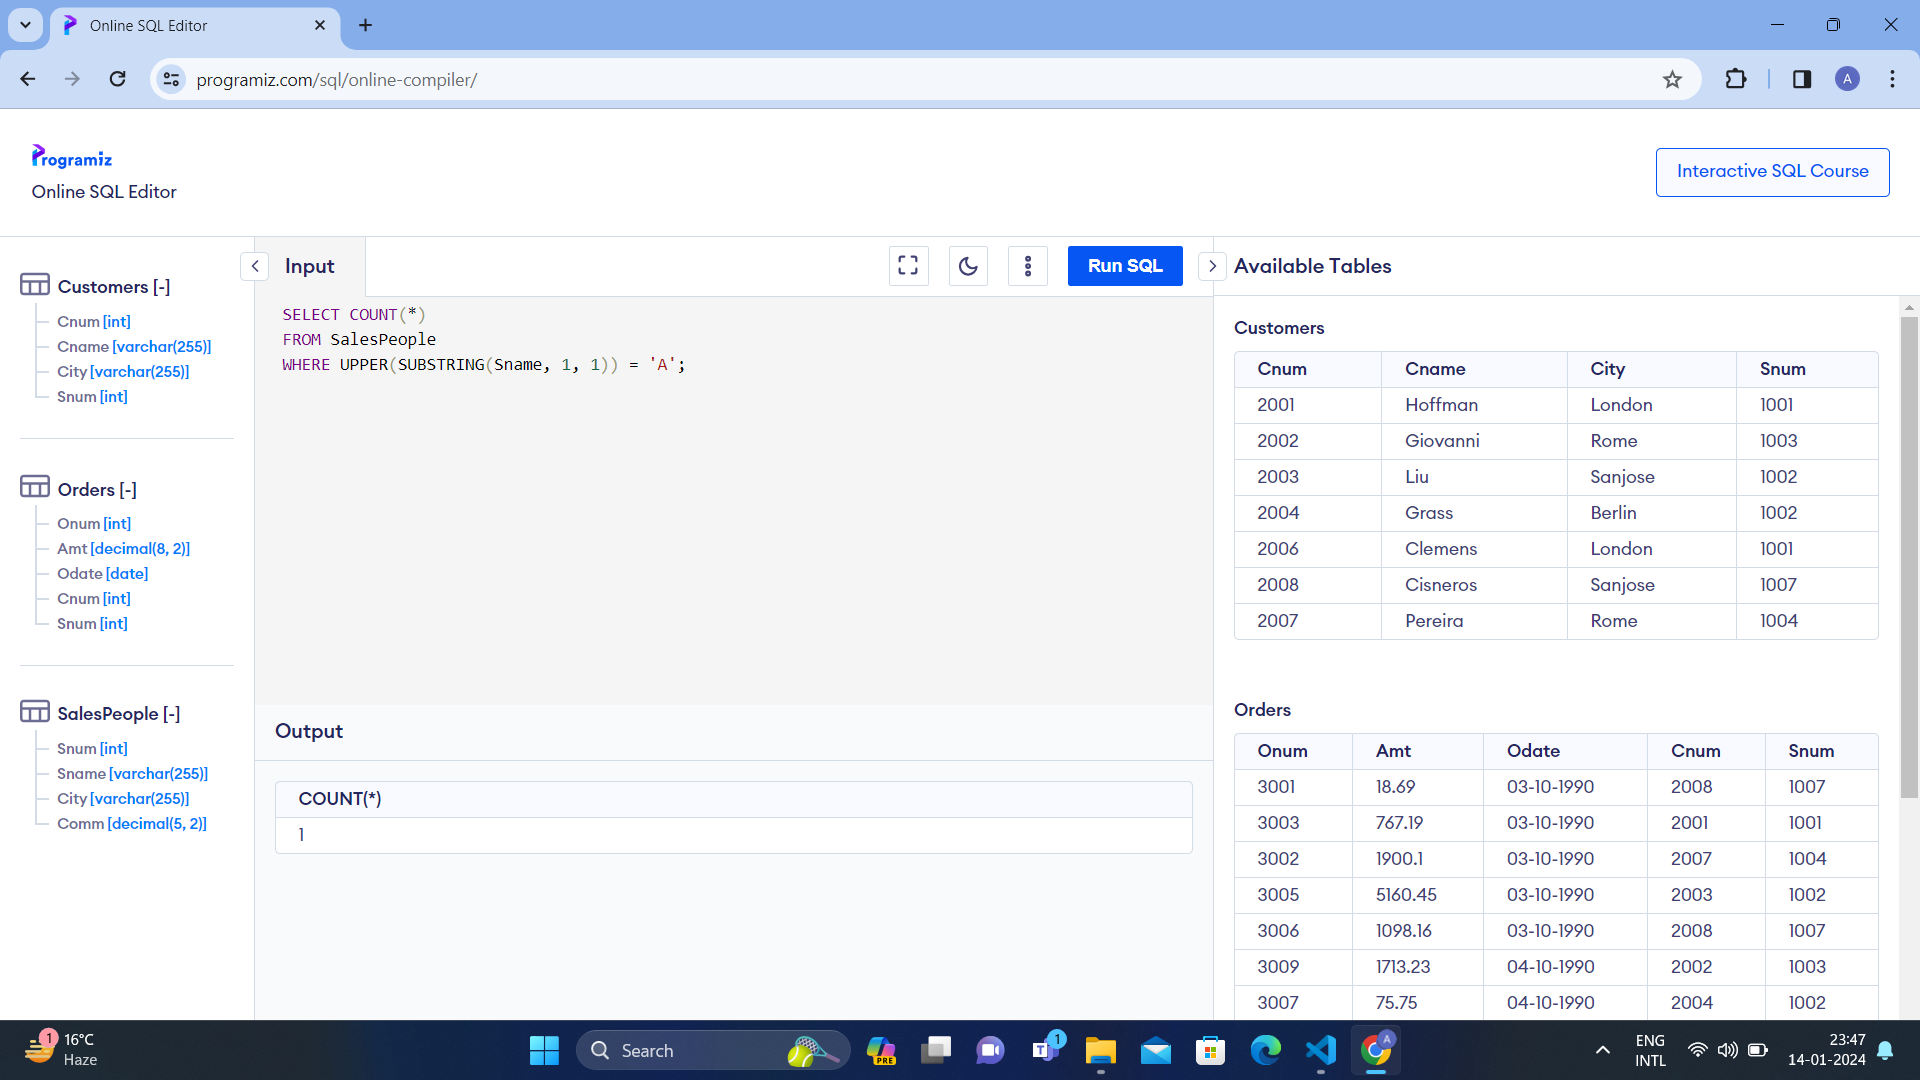 Online SQL Editor
programiz.com/sql/online-compiler/
A
Programiz
Online SQL Editor
Interactive SQL Course
Customers [-]
Cnum [int]
Cname [varchar(255)]
City [varchar(255)]
Snum [int]
Orders [-]
Onum [int]
Amt [decimal(8, 2)]
Odate [date]
Cnum [int]
Snum [int]
SalesPeople [-]
Snum [int]
Sname [varchar(255)]
City [varchar(255)]
Comm [decimal(5, 2)]
Input
Run SQL
SELECT COUNT(*)
FROM SalesPeople
WHERE UPPER(SUBSTRING(Sname, 1, 1)) = 'A';
Output
COUNT(*)
1
Available Tables
Customers
Cnum Cname City Snum
2001 Hoffman London 1001
2002 Giovanni Rome 1003
2003 Liu Sanjose 1002
2004 Grass Berlin 1002
2006 Clemens London 1001
2008 Cisneros Sanjose 1007
2007 Pereira Rome 1004
Orders
Onum Amt Odate Cnum Snum
3001 18.69 03-10-1990 2008 1007
3003 767.19 03-10-1990 2001 1001
3002 1900.1 03-10-1990 2007 1004
3005 5160.45 03-10-1990 2003 1002
3006 1098.16 03-10-1990 2008 1007
3009 1713.23 04-10-1990 2002 1003
3007 75.75 04-10-1990 2004 1002
1
16°C
Haze
Search
PRE
T
1
A
ENG
INTL
23:47
14-01-2024